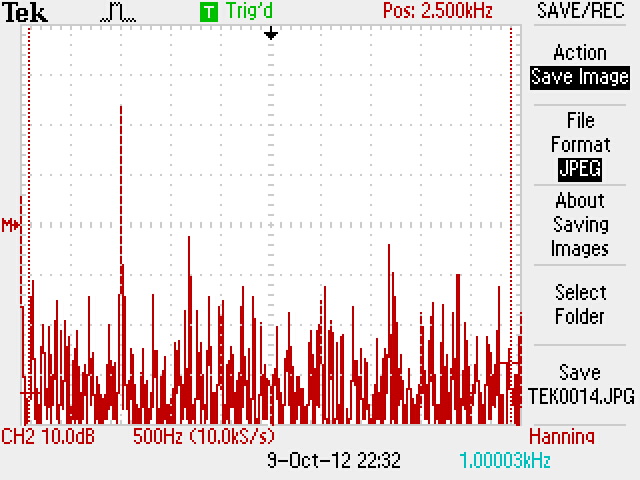 Tek T Trig'd Pos: 2.500kHz SAVE/REC
Action
Save Image
File
Format
JPEG
M
About
Saving
Images
Select
Folder
Save
TEK0014.JPG
CH2 10.0dB 500Hz (10.0kS/s) Hanning
9-Oct-12 22:32 1.00003kHz